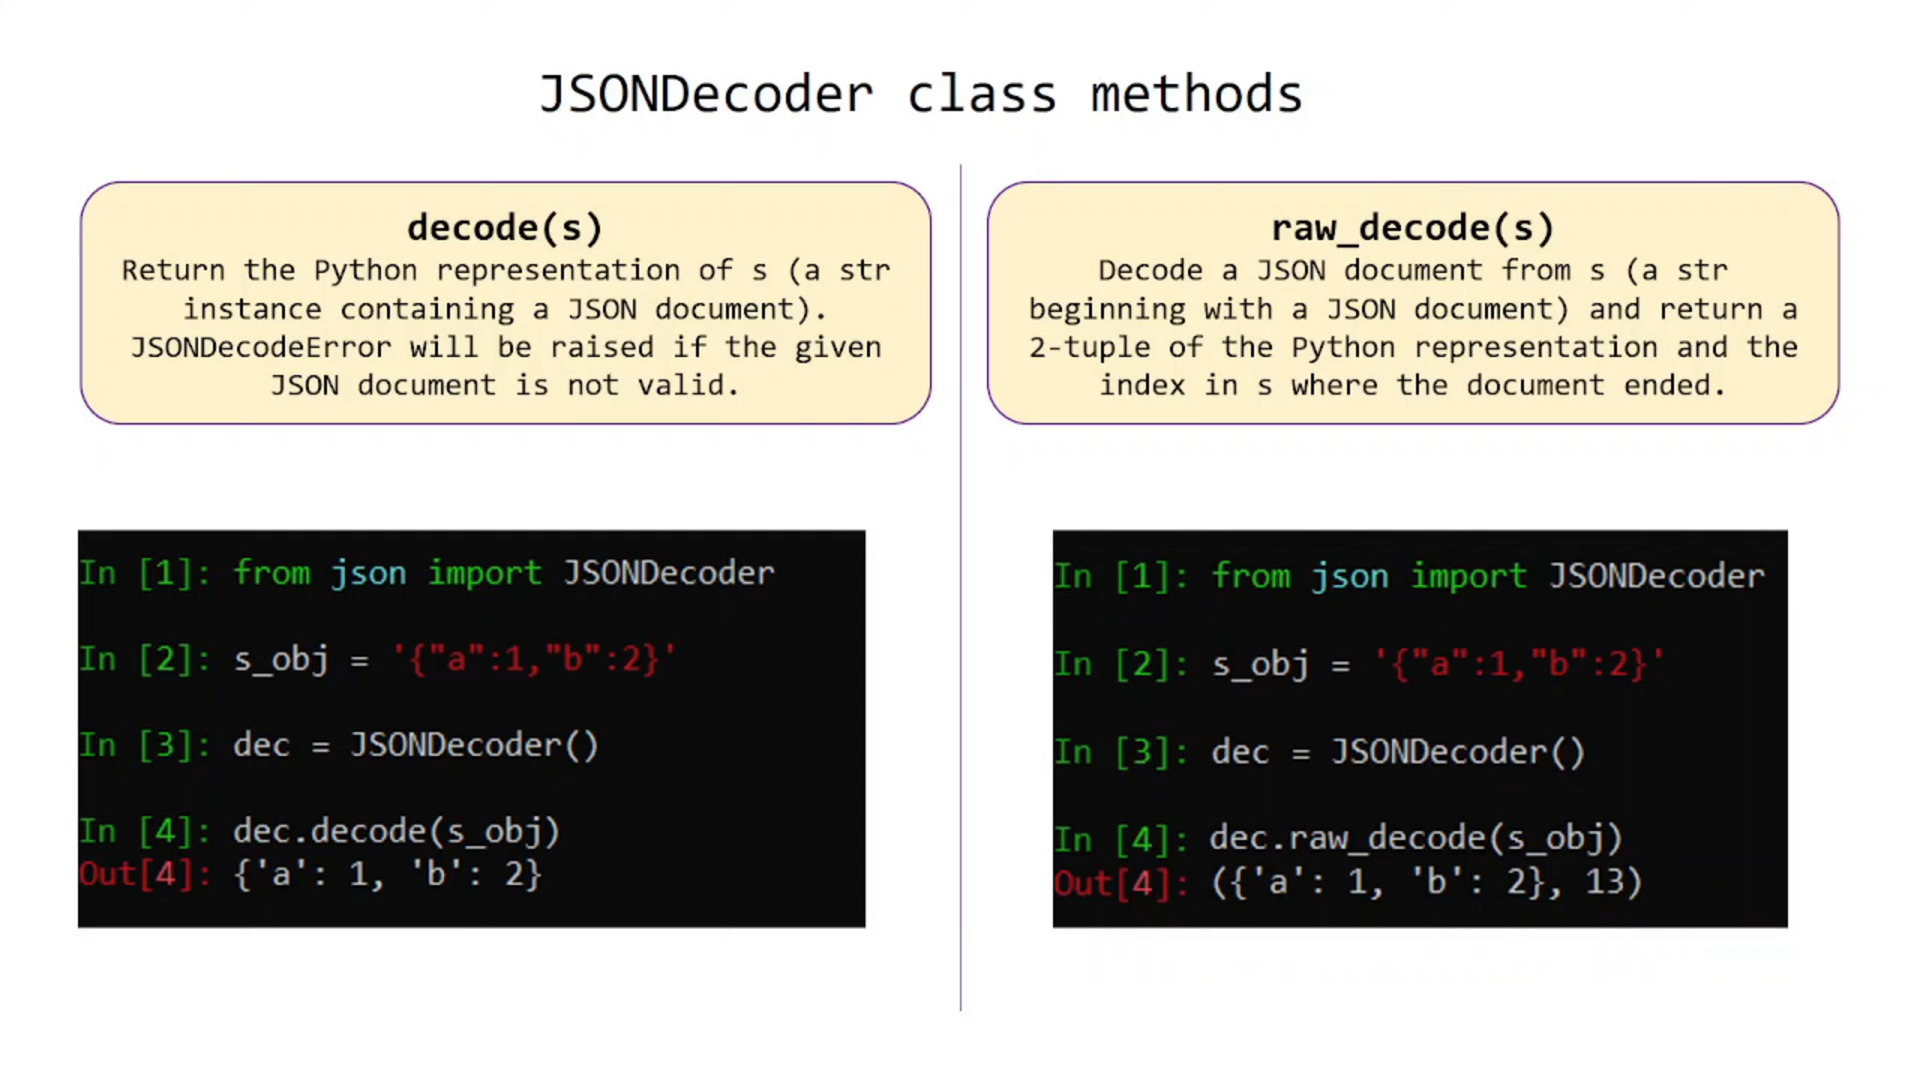 JSONDecoder class methods
decode(s)
Return the Python representation of s (a str
instance containing a JSON document).
JSONDecodeError will be raised if the given
JSON document is not valid.
raw_decode(s)
Decode a JSON document from s (a str
beginning with a JSON document) and return a
2-tuple of the Python representation and the
index in s where the document ended.
In [1]: from json import JSONDecoder
In [2]: s_obj = '{"a":1,"b":2}'
In [3]: dec = JSONDecoder()
In [4]: dec.decode(s_obj)
Out[4]: {'a': 1, 'b': 2}
In [1]: from json import JSONDecoder
In [2]: s_obj = '{"a":1,"b":2}'
In [3]: dec = JSONDecoder()
In [4]: dec.raw_decode(s_obj)
Out[4]: ({'a': 1, 'b': 2}, 13)